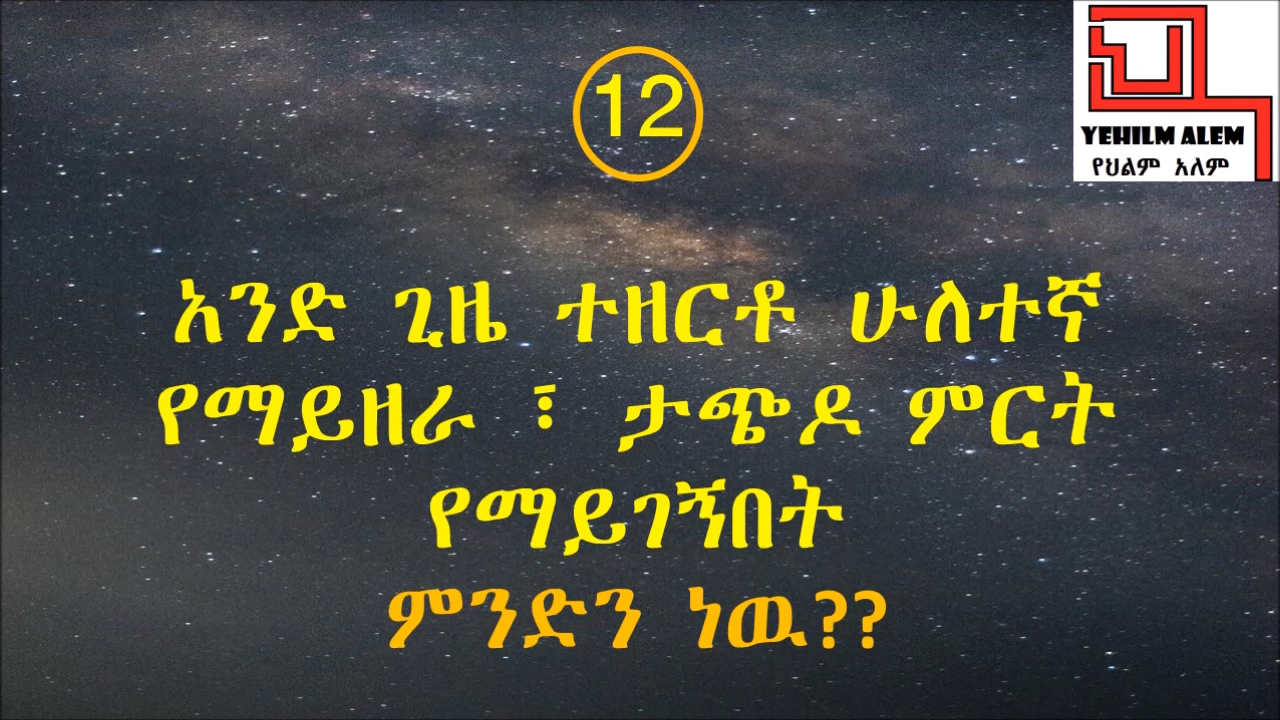 12
YEHILM ALEM
የህልም አለም
አንድ ጊዜ ተዘርቶ ሁለተኛ
የማይዘራ ፣ ታጭዶ ምርት
የማይገኝበት
ምንድን ነዉ??